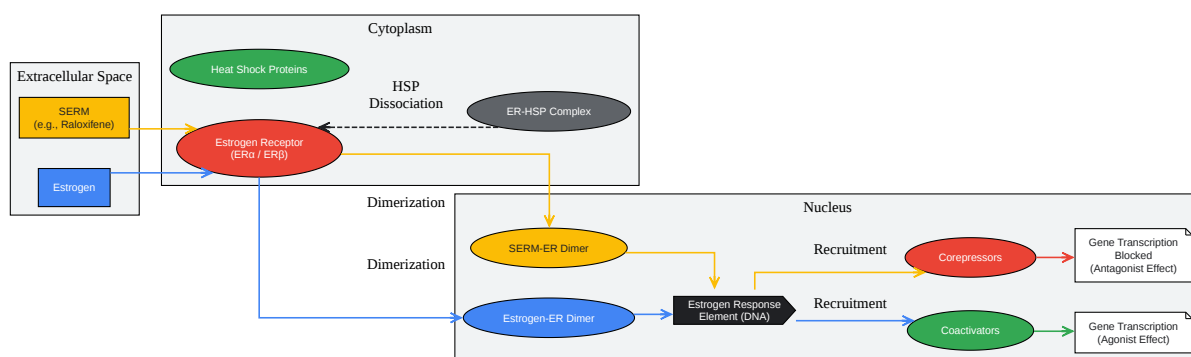 Cytoplasm
Extracellular Space
SERM
(e.g., Raloxifene)
Estrogen
Heat Shock Proteins
HSP
Dissociation
ER-HSP Complex
Estrogen Receptor
(ERα / ERβ)
Dimerization
Dimerization
Nucleus
SERM-ER Dimer
Estrogen-ER Dimer
Estrogen Response
Element (DNA)
Recruitment
Recruitment
Corepressors
Coactivators
Gene Transcription
Blocked
(Antagonist Effect)
Gene Transcription
(Agonist Effect)